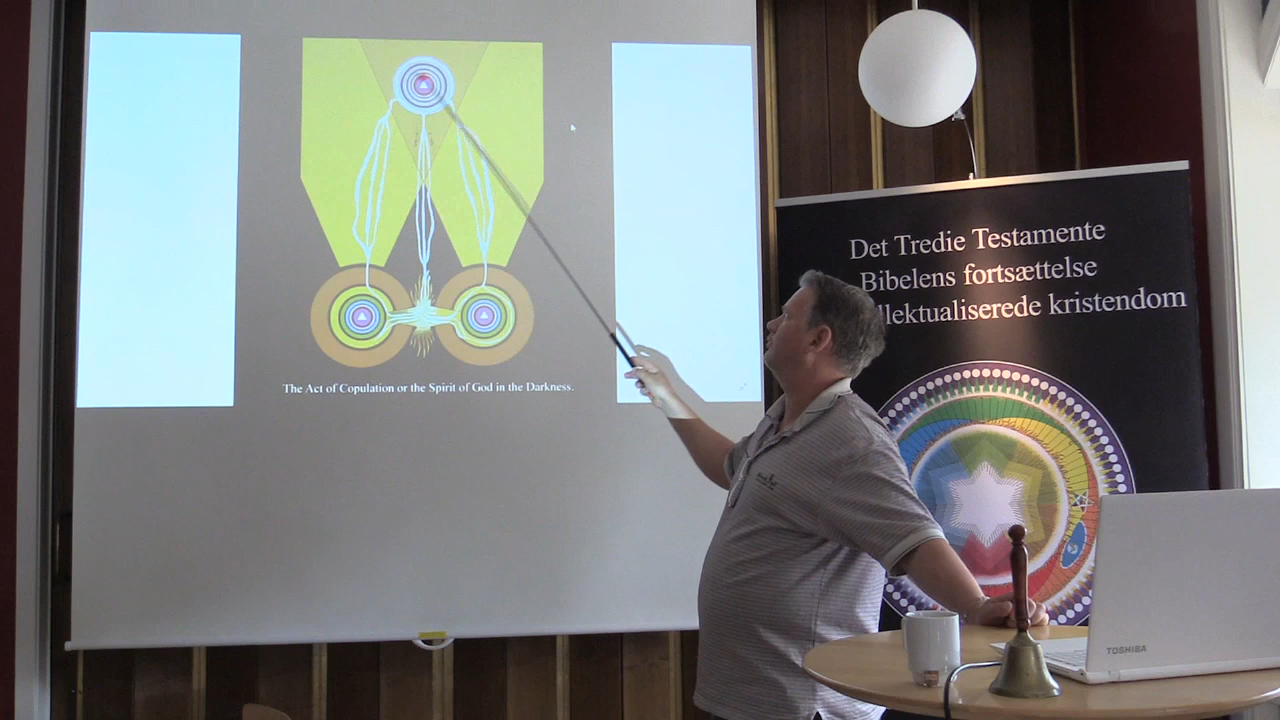 The Act of Copulation or the Spirit of God in the Darkness.
Det Tredie Testamente
Bibelens fortsættelse
llektualiserede kristendom
TOSHIBA